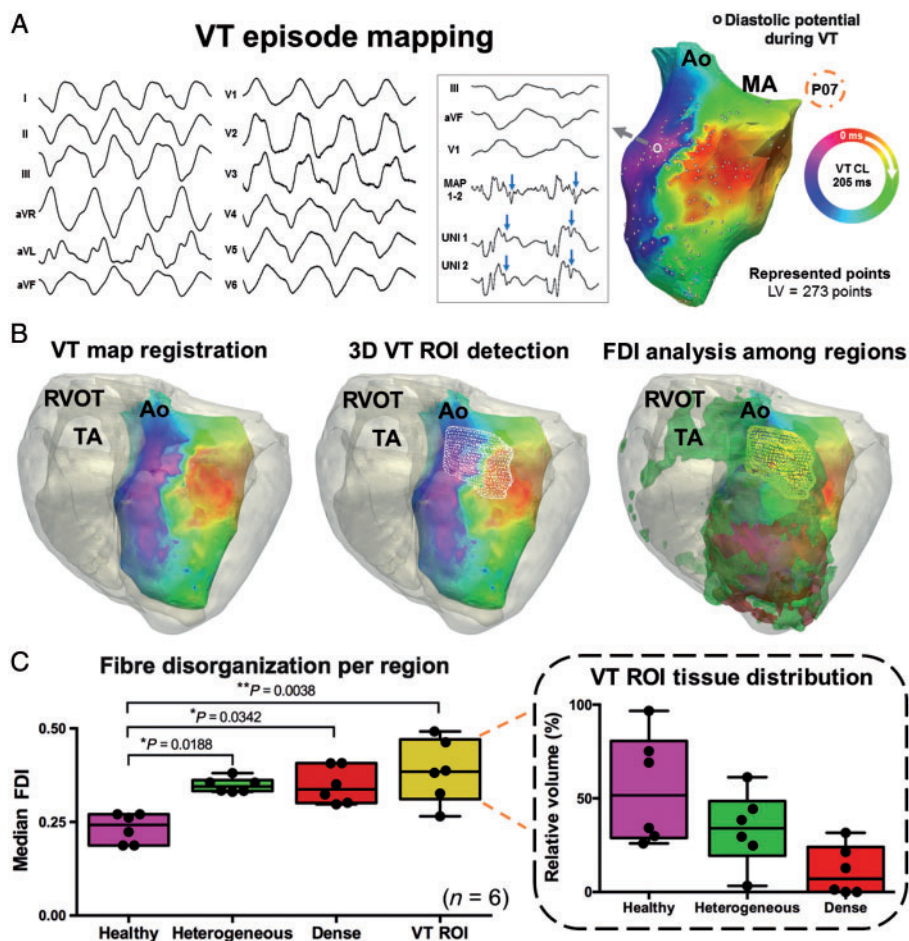 A
VT episode mapping
I
II
III
aVR
aVL
aVF
V1
V2
V3
V4
V5
V6
III
aVF
V1
MAP
1-2
UNI 1
UNI 2
Diastolic potential
during VT
Ao
MA
P07
0 ms
VT CL
205 ms
Represented points
LV = 273 points
B
VT map registration
RVOT
TA
Ao
3D VT ROI detection
RVOT
TA
Ao
FDI analysis among regions
RVOT
TA
Ao
C
Fibre disorganization per region
**P = 0.0038
*P = 0.0342
*P = 0.0188
Median FDI
0.50
0.25
0.00
Healthy
Heterogeneous
Dense
VT ROI
(n = 6)
VT ROI tissue distribution
Relative volume (%)
100
50
0
Healthy
Heterogeneous
Dense